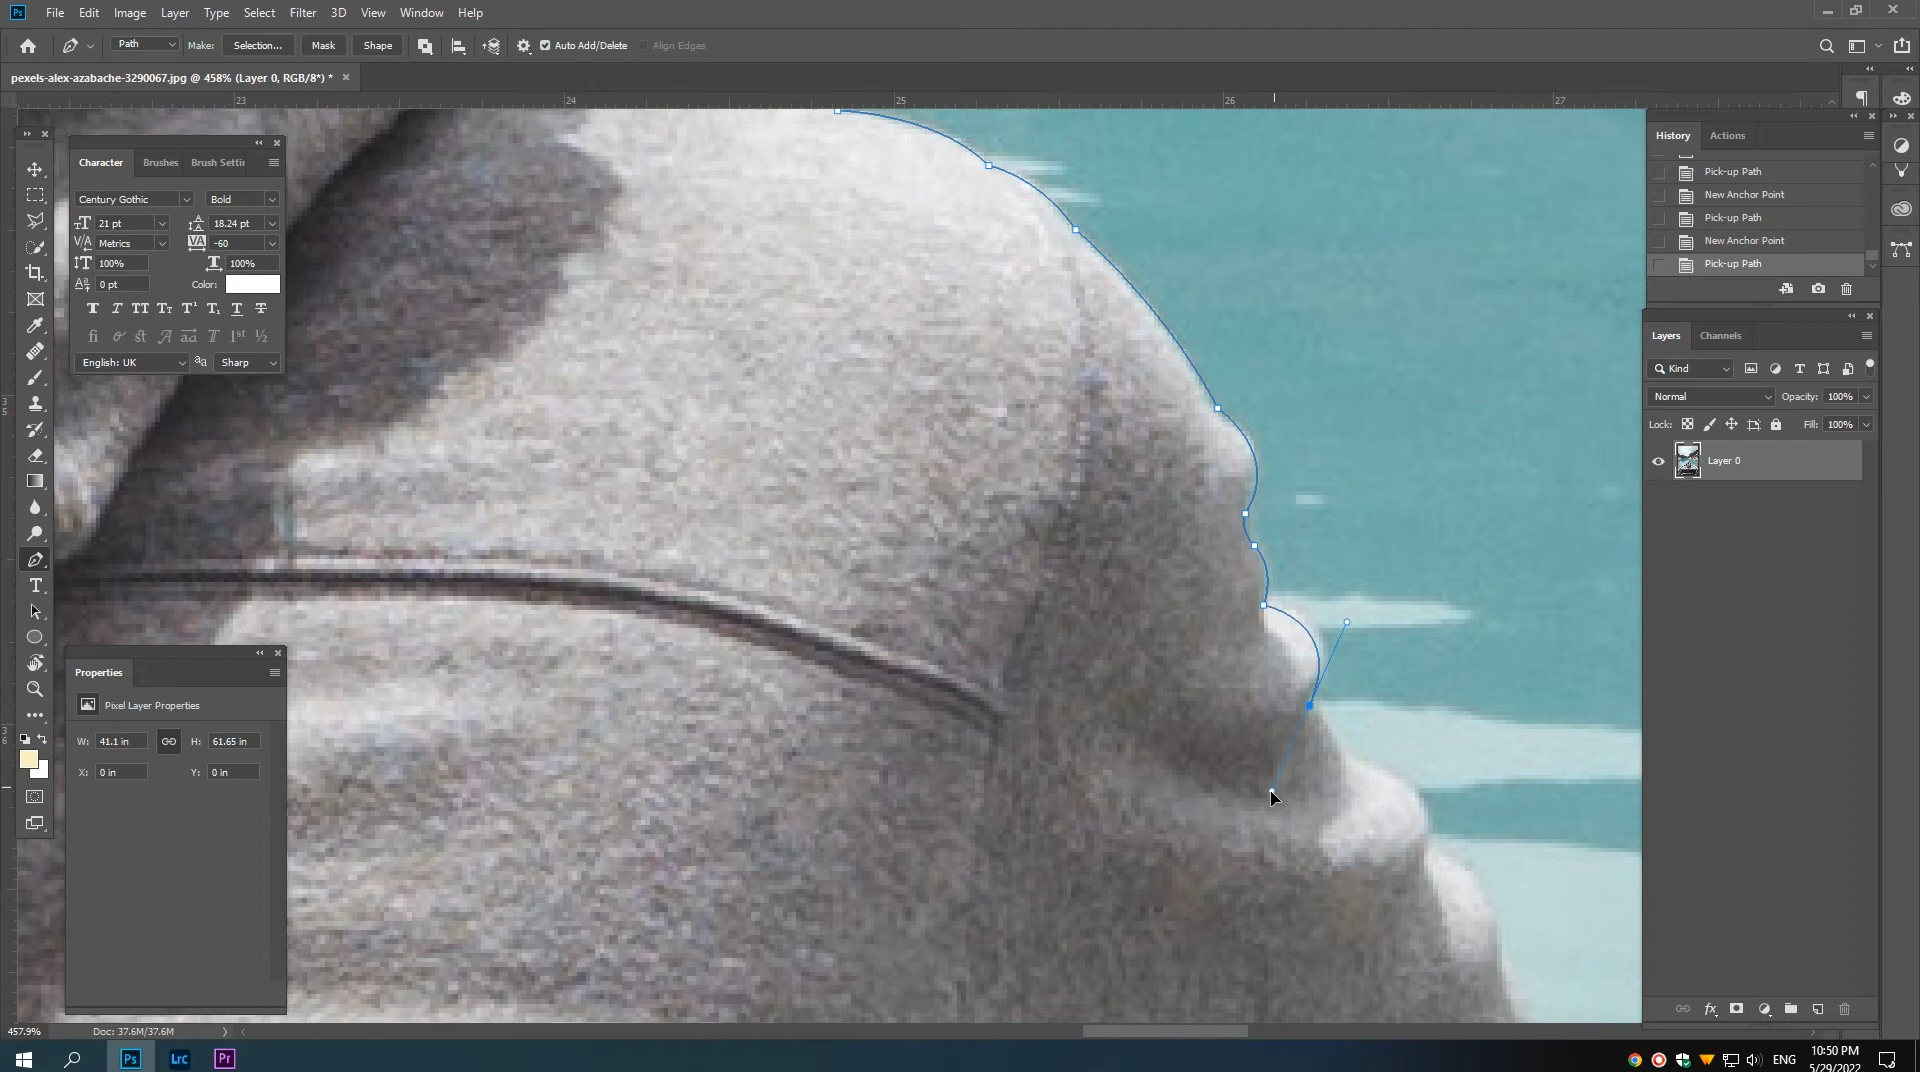 Ps File Edit Image Layer Type Select Filter 3D View Window Help
Path Make: Selection... Mask Shape Auto Add/Delete Align Edges
pexels-alex-azabache-3290067.jpg @ 458% (Layer 0, RGB/8*) * ×
23 24 25 26 27
Character Brushes Brush Settin
Century Gothic Bold
21 pt 18.24 pt
Metrics -60
100% 100%
0 pt Color:
English: UK Sharp
3
5
3
6
Properties
Pixel Layer Properties
W: 41.1 in H: 61.65 in
X: 0 in Y: 0 in
History Actions
Pick-up Path
New Anchor Point
Pick-up Path
New Anchor Point
Pick-up Path
Layers Channels
Kind
Normal Opacity: 100%
Lock: Fill: 100%
Layer 0
457.9% Doc: 37.6M/37.6M
Ps Lrc Pr
ENG
10:50 PM
5/29/2022